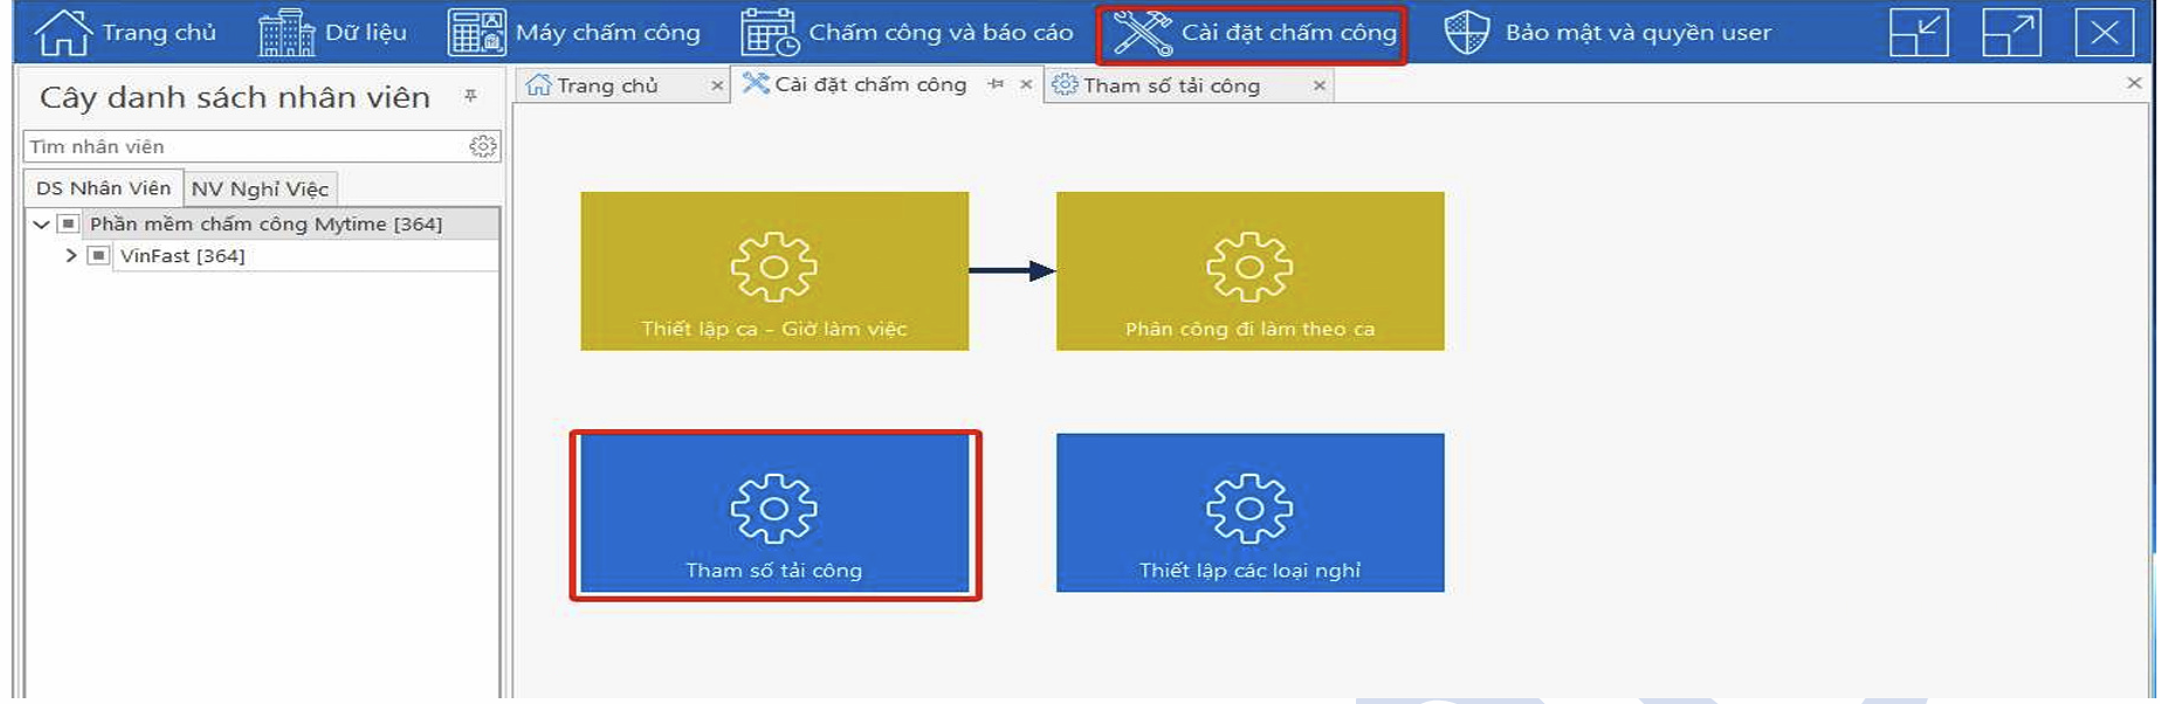 Trang chủ Dữ liệu Máy chấm công Chấm công và báo cáo Cài đặt chấm công Bảo mật và quyền user
Cây danh sách nhân viên
Tìm nhân viên
DS Nhân Viên NV Nghỉ Việc
Phần mềm chấm công Mytime [364]
VinFast [364]
Trang chủ Cài đặt chấm công Tham số tải công
Thiết lập ca - Giờ làm việc Phân công đi làm theo ca
Tham số tải công Thiết lập các loại nghỉ